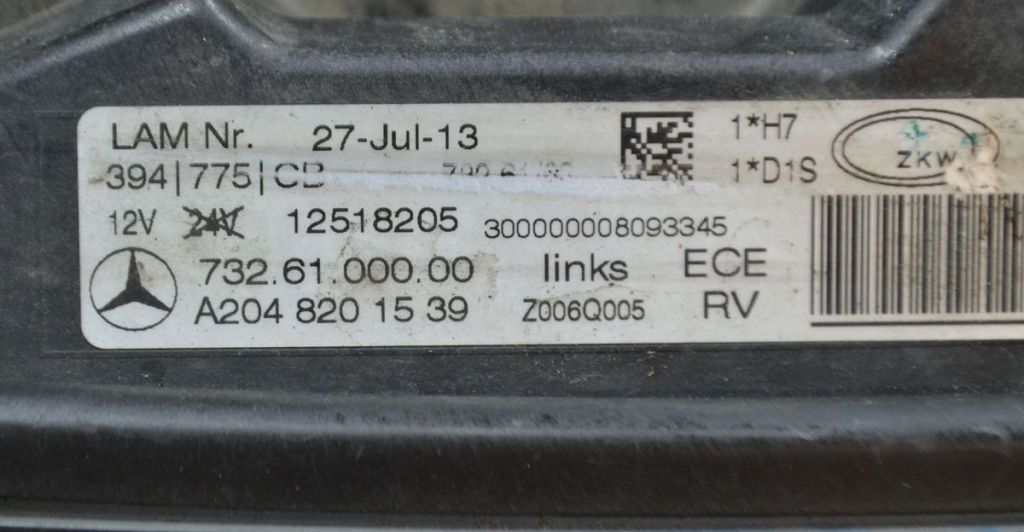 LAM Nr. 27-Jul-13 1*H7
394|775|CB 1*D1S ZKW
12V 24V 12518205 3000000008093345
732.61.000.00 links ECE
A204 820 15 39 Z006Q005 RV